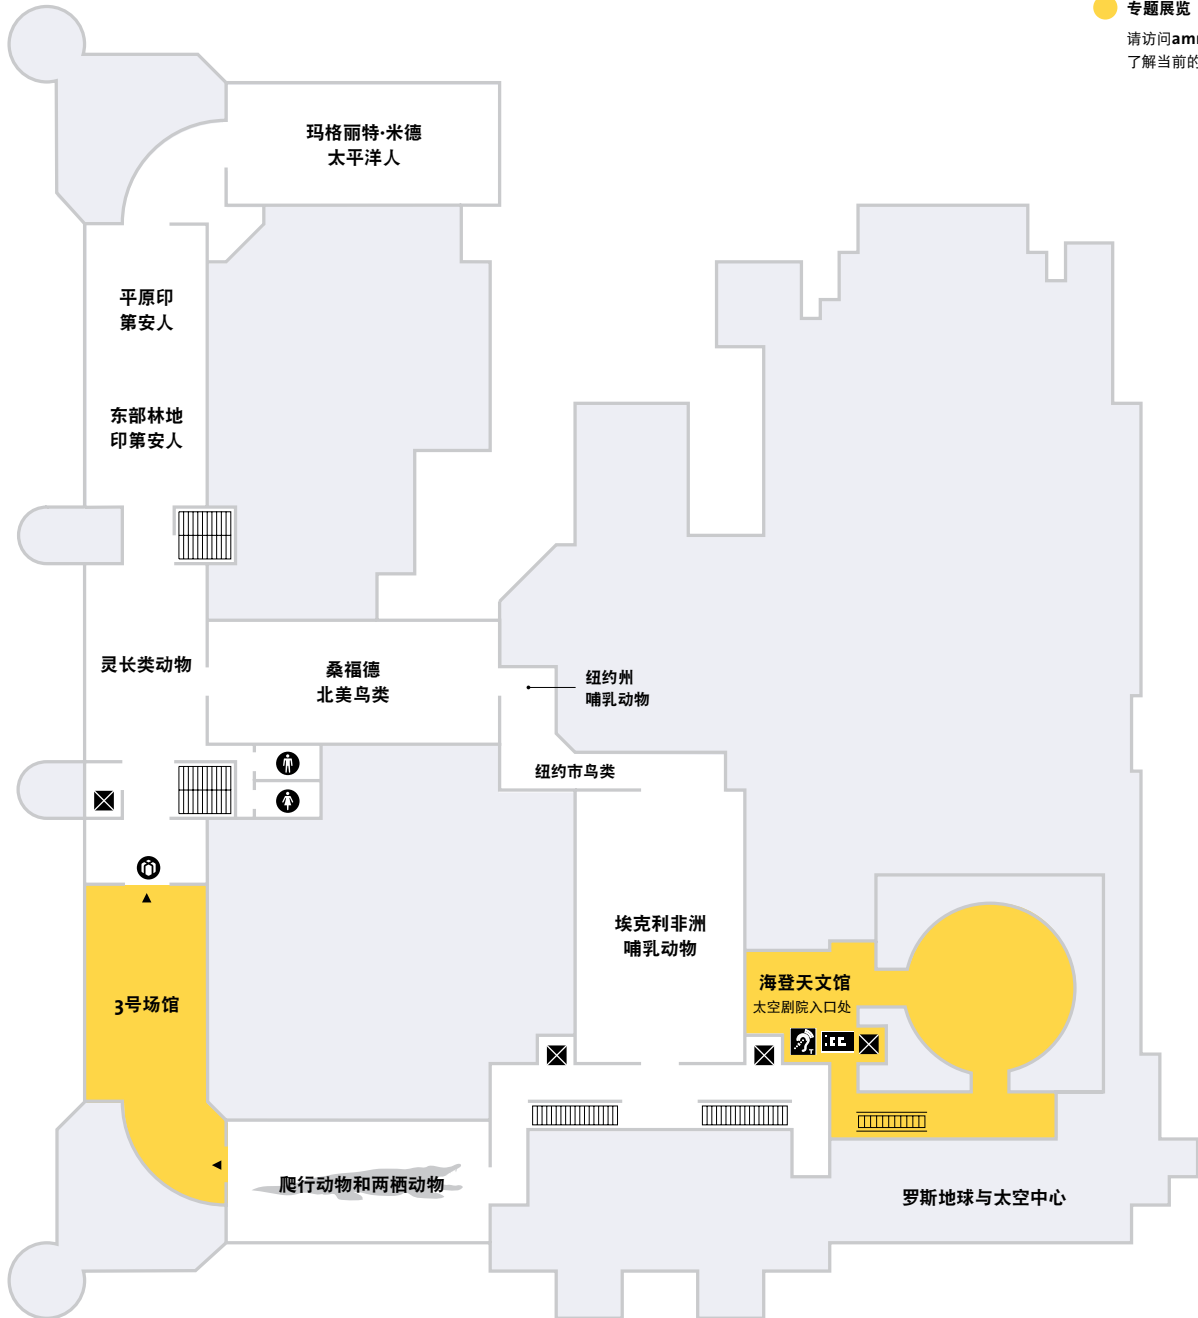 专题展览
请访问amn
了解当前的
玛格丽特·米德
太平洋人
平原印
第安人
东部林地
印第安人
灵长类动物
桑福德
北美鸟类
纽约州
哺乳动物
纽约市鸟类
埃克利非洲
哺乳动物
海登天文馆
太空剧院入口处
3号场馆
爬行动物和两栖动物
罗斯地球与太空中心